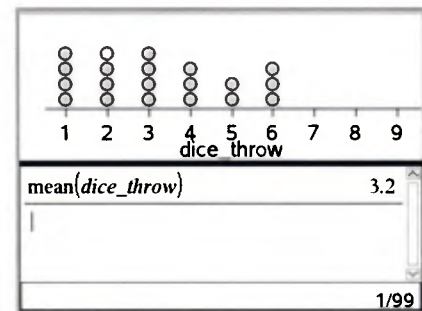 1 2 3 4 5 6 7 8 9
dice_throw
mean(dice_throw) 3.2
1/99